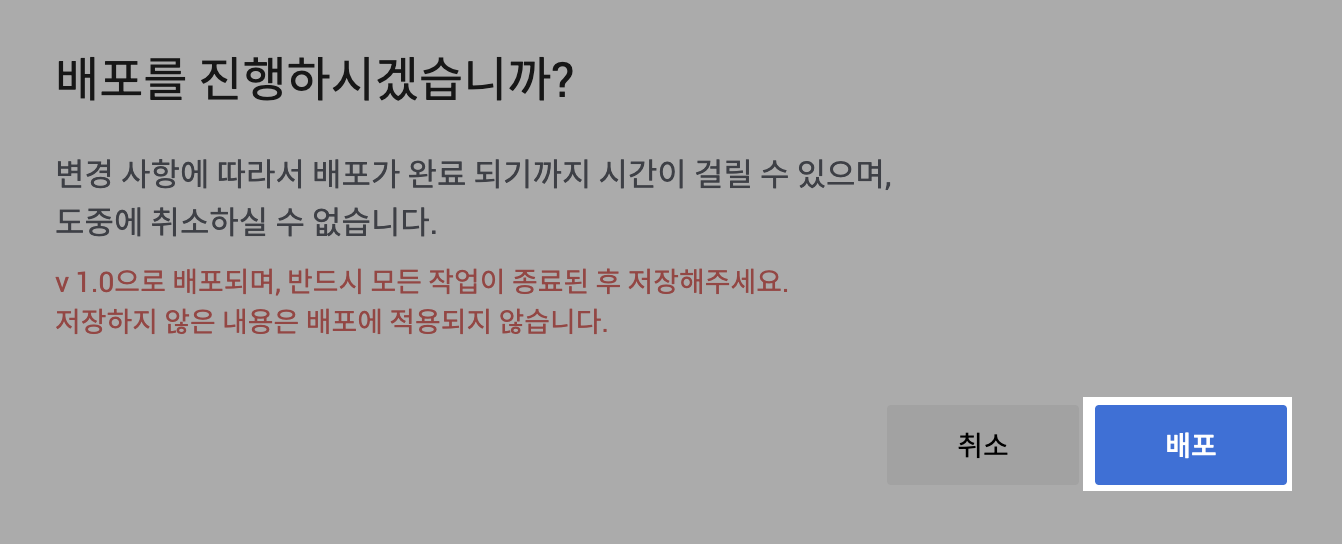 배포를 진행하시겠습니까?
변경 사항에 따라서 배포가 완료 되기까지 시간이 걸릴 수 있으며,
도중에 취소하실 수 없습니다.
v 1.0으로 배포되며, 반드시 모든 작업이 종료된 후 저장해주세요.
저장하지 않은 내용은 배포에 적용되지 않습니다.
취소
배포